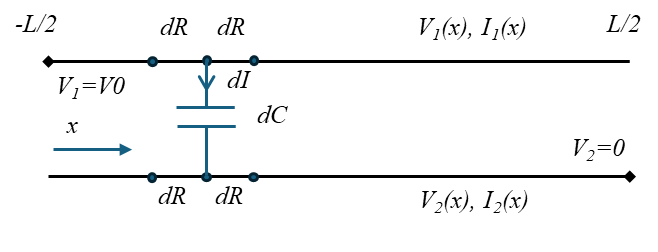 -L/2
dR dR
V₁(x), I₁(x)
L/2
V₁=V0
dI
x
dC
V₂=0
dR dR
V₂(x), I₂(x)